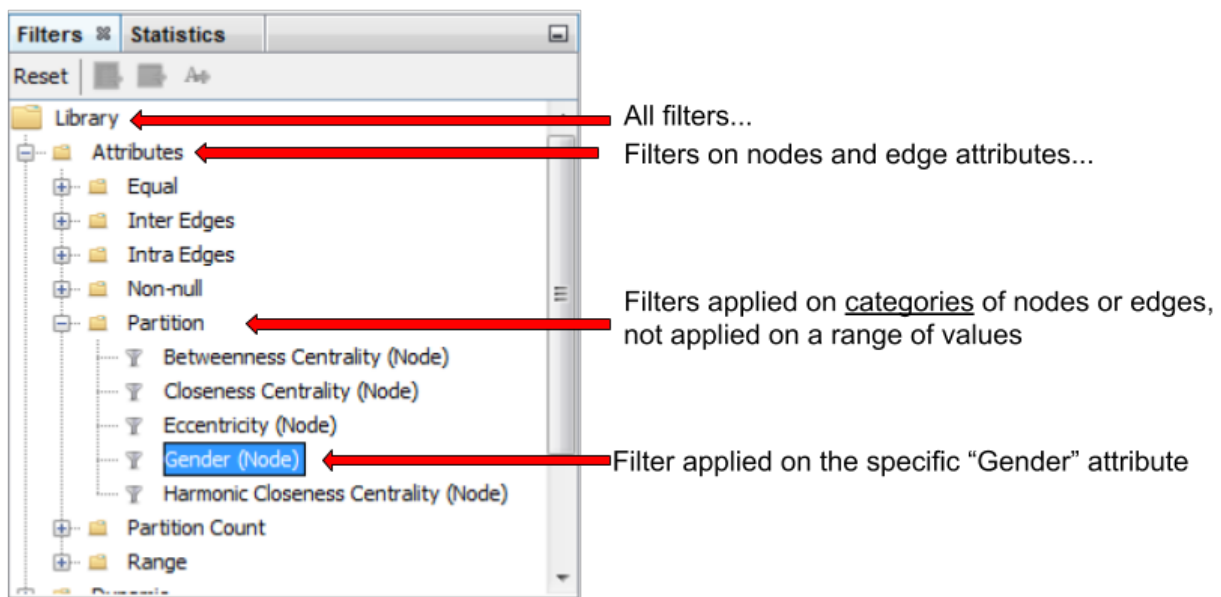 Filters Statistics
Reset
Library
All filters...
Attributes
Filters on nodes and edge attributes...
Equal
Inter Edges
Intra Edges
Non-null
Partition
Filters applied on categories of nodes or edges,
not applied on a range of values
Betweenness Centrality (Node)
Closeness Centrality (Node)
Eccentricity (Node)
Gender (Node)
Filter applied on the specific “Gender” attribute
Harmonic Closeness Centrality (Node)
Partition Count
Range